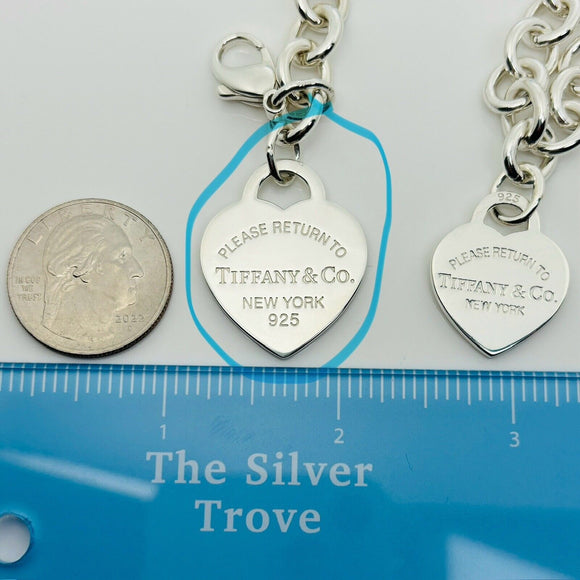 LIBERTY
IN GOD
WE
TRUST
2022
PLEASE RETURN TO
TIFFANY & CO.
NEW YORK
925
925
PLEASE RETURN TO
TIFFANY & CO.
NEW YORK
1
2
3
The Silver
Trove